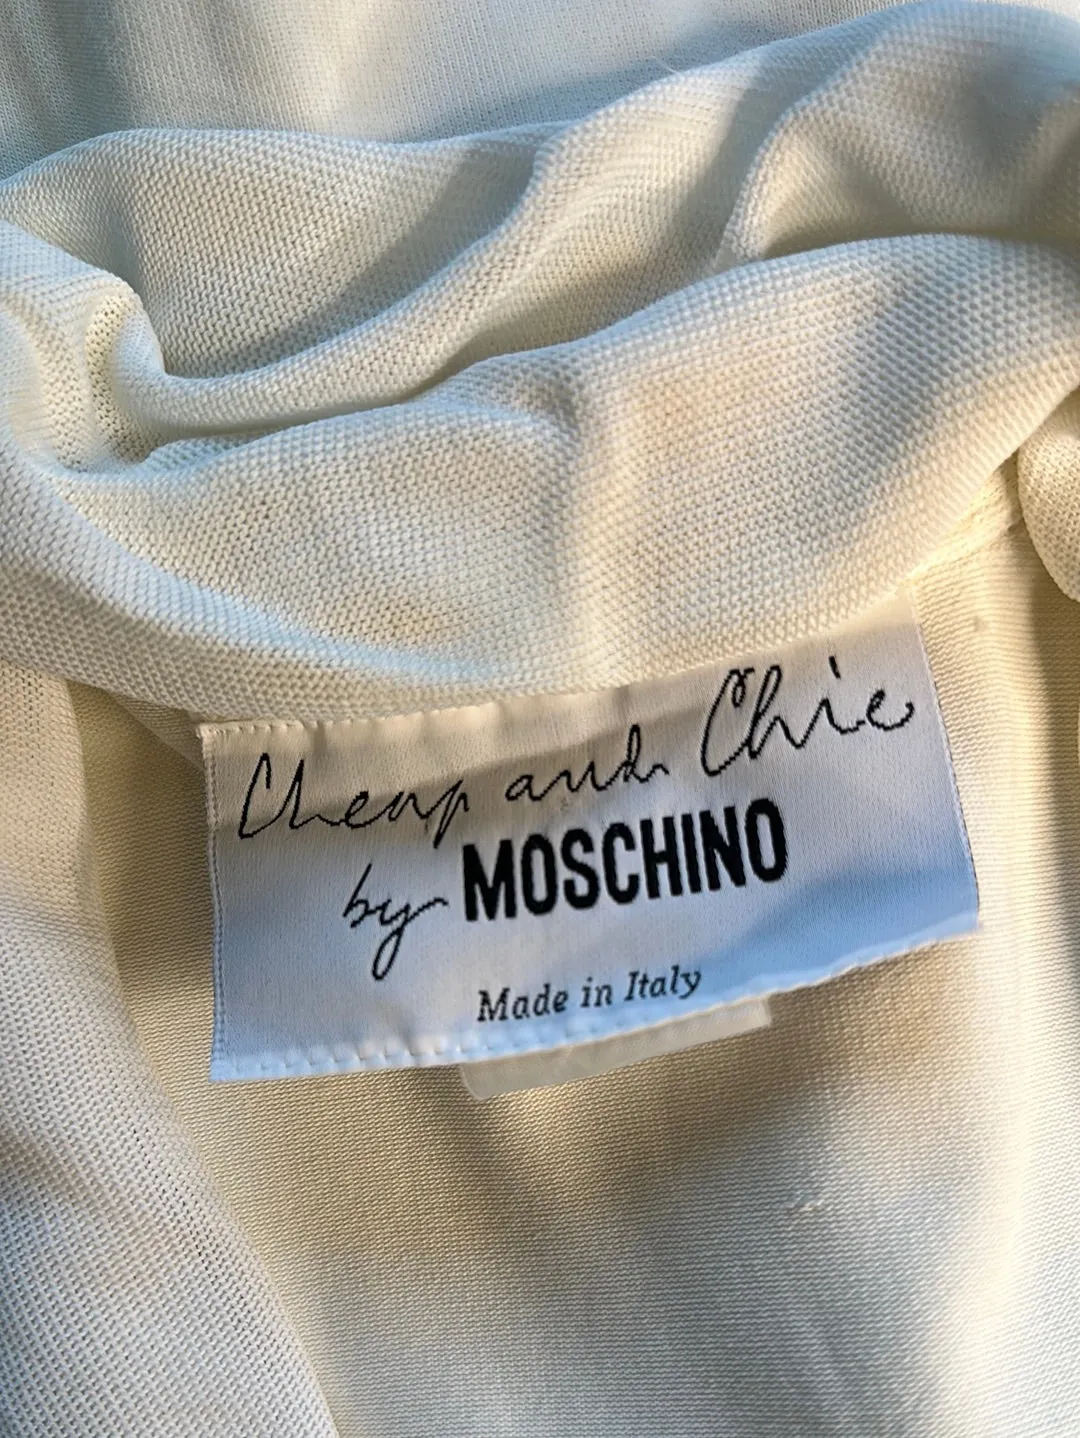 Cheap and Chic
by MOSCHINO
Made in Italy